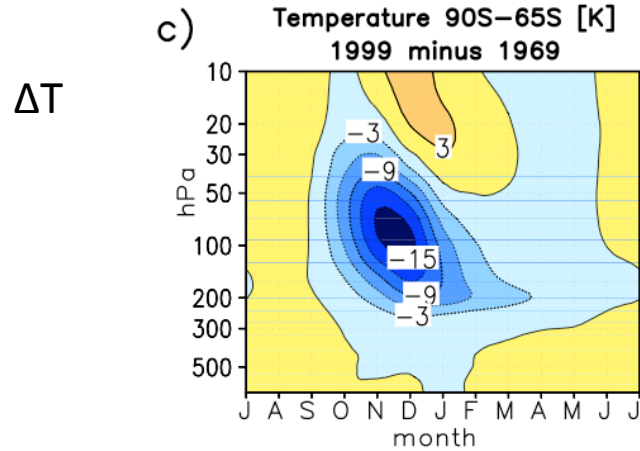 c)
Temperature 90S-65S [K]
1999 minus 1969
ΔT
hPa
10
20
30
50
100
200
300
500
-3
-9
3
-15
-9
-3
J A S O N D J F M A M J J
month